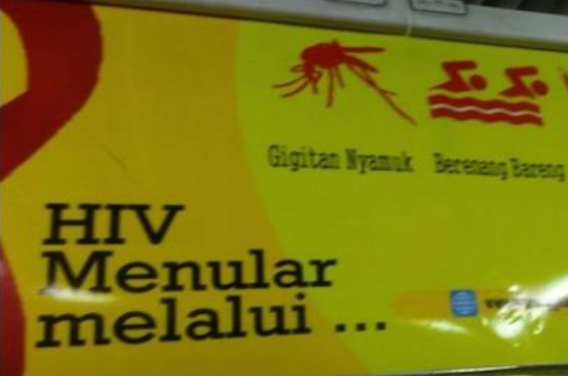 Gigitan Nyamuk
Berenang Bareng
HIV
Menular
melalui ...